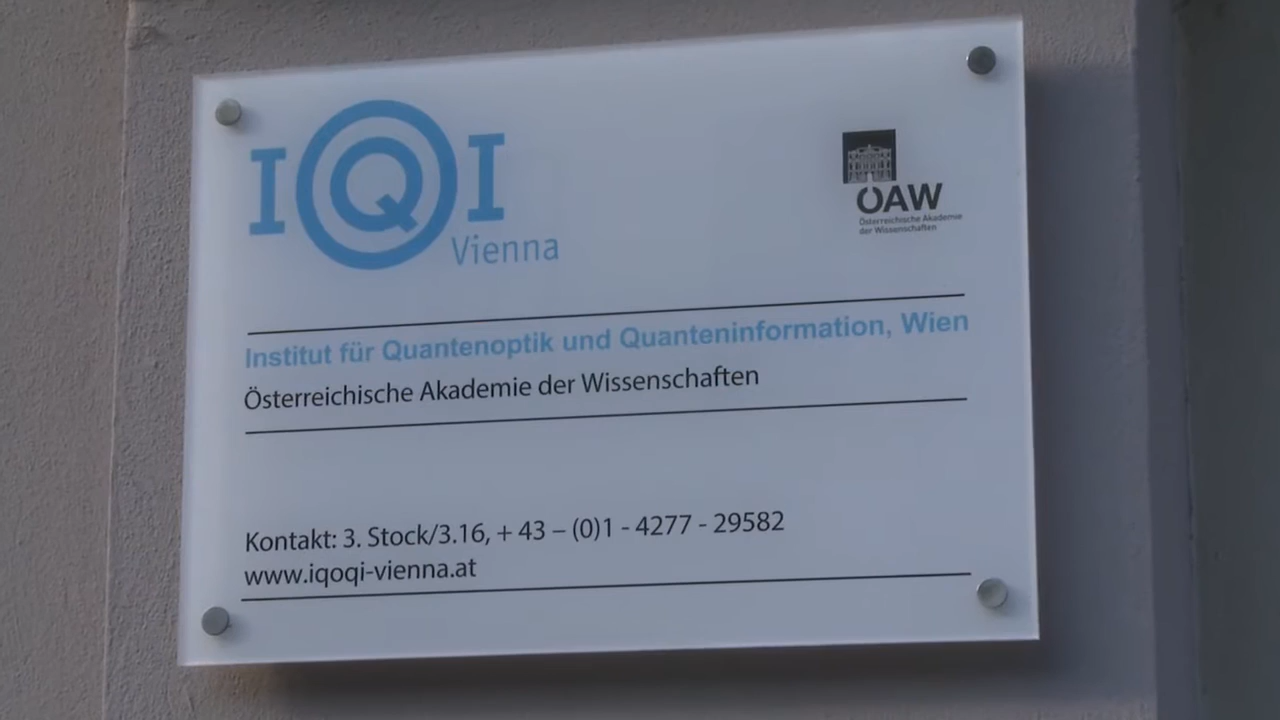 IQOQI
Vienna
ÖAW
Österreichische Akademie
der Wissenschaften
Institut für Quantenoptik und Quanteninformation, Wien
Österreichische Akademie der Wissenschaften
Kontakt: 3. Stock/3.16, + 43 – (0)1 - 4277 - 29582
www.iqoqi-vienna.at